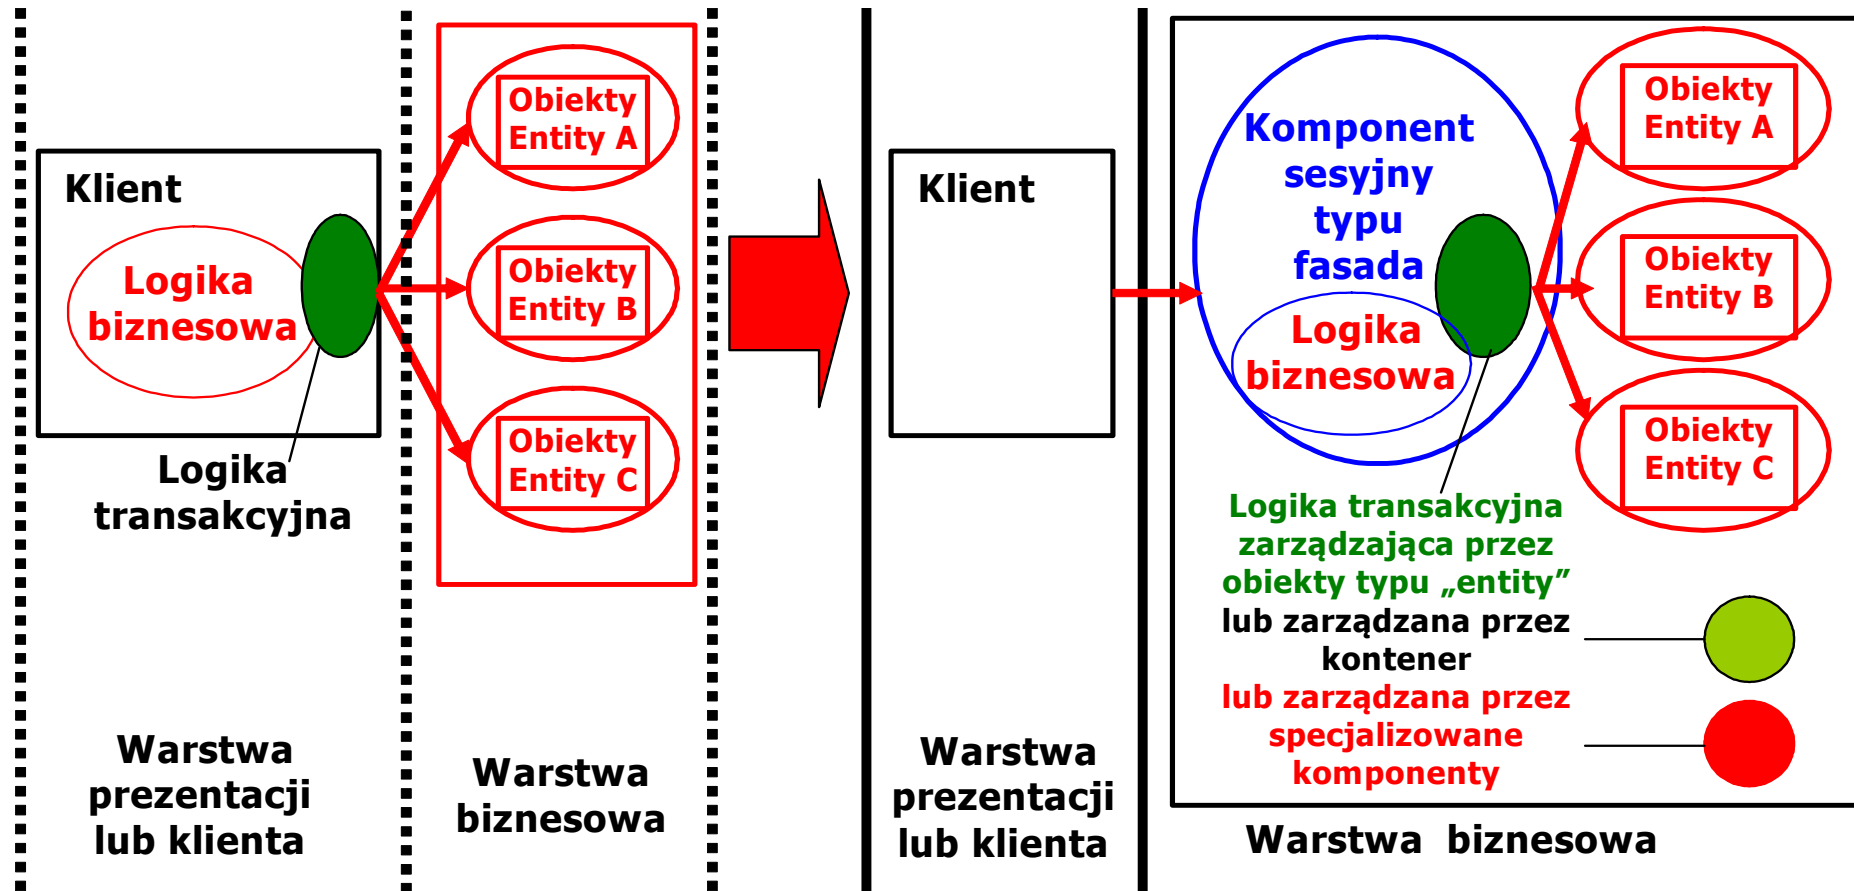 Klient
Logika
biznesowa
Logika
transakcyjna
Warstwa
prezentacji
lub klienta
Obiekty
Entity A
Obiekty
Entity B
Obiekty
Entity C
Warstwa
biznesowa
Klient
Warstwa
prezentacji
lub klienta
Komponent
sesyjny
typu
fasada
Logika
biznesowa
Obiekty
Entity A
Obiekty
Entity B
Obiekty
Entity C
Logika transakcyjna
zarządzająca przez
obiekty typu „entity”
lub zarządzana przez
kontener
lub zarządzana przez
specjalizowane
komponenty
Warstwa biznesowa